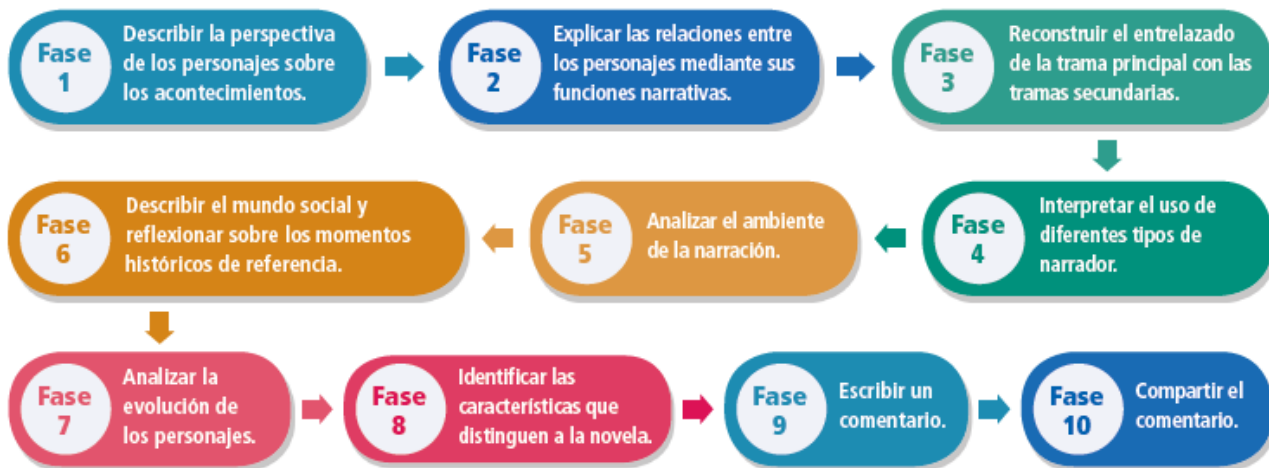 Fase
1
Describir la perspectiva
de los personajes sobre
los acontecimientos.
Fase
2
Explicar las relaciones entre
los personajes mediante sus
funciones narrativas.
Fase
3
Reconstruir el entrelazado
de la trama principal con las
tramas secundarias.
Fase
4
Interpretar el uso de
diferentes tipos de
narrador.
Fase
5
Analizar el ambiente
de la narración.
Fase
6
Describir el mundo social y
reflexionar sobre los momentos
históricos de referencia.
Fase
7
Analizar la
evolución de
los personajes.
Fase
8
Identificar las
características que
distinguen a la novela.
Fase
9
Escribir un
comentario.
Fase
10
Compartir el
comentario.